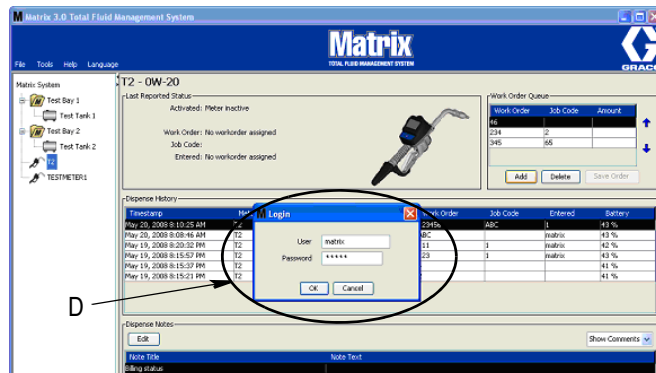 Matrix 3.0 Total Fluid Management System
Matrix
TOTAL FLUID MANAGEMENT SYSTEM
GRACO
File Tools Help Language
Matrix System
Test Bay 1
Test Tank 1
Test Bay 2
Test Tank 2
T2
TESTMETER1
T2 - 0W-20
Last Reported Status
Activated: Meter Inactive
Work Order: No workorder assigned
Job Code:
Entered: No workorder assigned
Work Order Queue
Work Order Job Code Amount
46
234 2
345 65
Add Delete Save Order
Dispense History
Timestamp Work Order Job Code Entered Battery
May 20, 2008 8:10:25 AM T2 ABC 1 43 %
May 20, 2008 8:08:46 AM T2 ABC matrix 43 %
May 19, 2008 8:20:32 PM T2 11 1 matrix 42 %
May 19, 2008 8:15:57 PM T2 23 1 matrix 43 %
May 19, 2008 8:15:37 PM T2 41 %
May 19, 2008 8:15:21 PM T2 41 %
Login
User matrix
Password *****
OK Cancel
D
Dispense Notes
Edit Show Comments
Note Title Note Text
Billing status